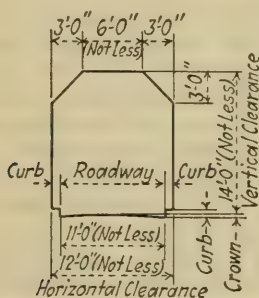 3'-0" 6'-0" 3'-0"
(Not Less)
3'-0"
14'-0" (Not Less)
Vertical Clearance
Curb Roadway Curb
11'-0" (Not Less)
12'-0" (Not Less)
Horizontal Clearance
Curb
Crown